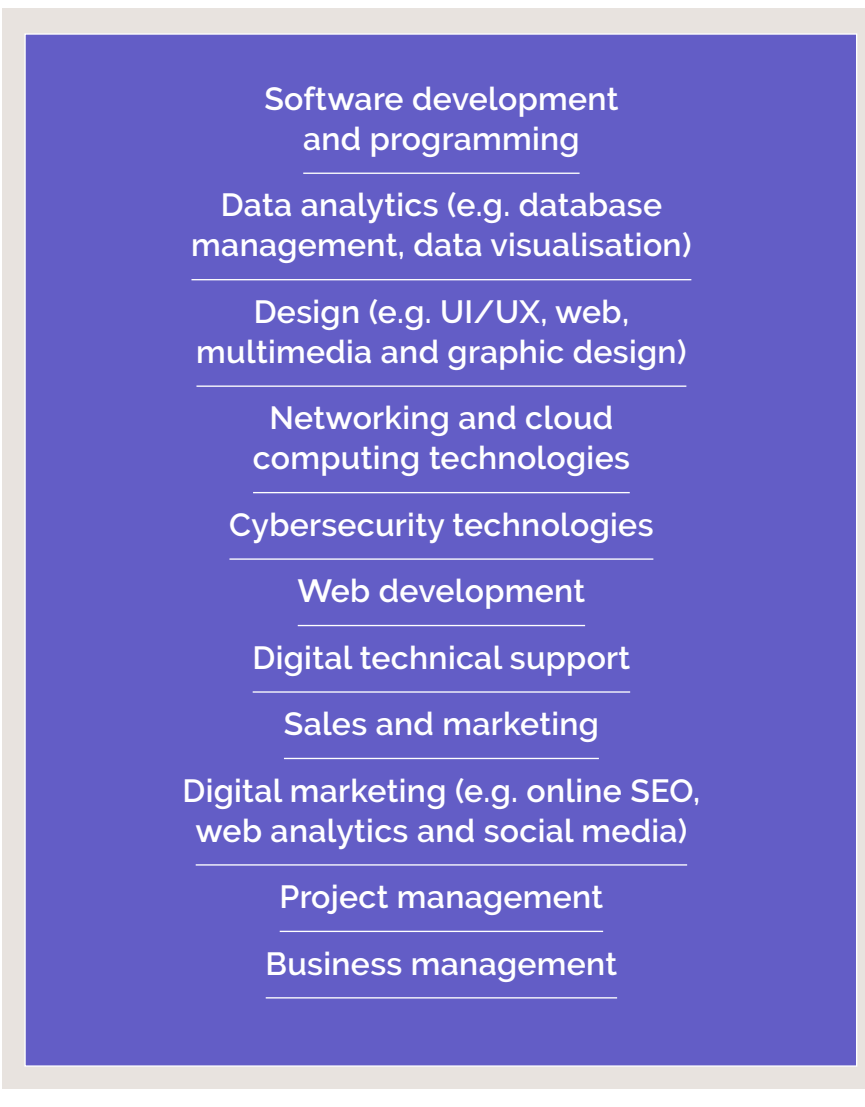 Software development
and programming
Data analytics (e.g. database
management, data visualisation)
Design (e.g. UI/UX, web,
multimedia and graphic design)
Networking and cloud
computing technologies
Cybersecurity technologies
Web development
Digital technical support
Sales and marketing
Digital marketing (e.g. online SEO,
web analytics and social media)
Project management
Business management